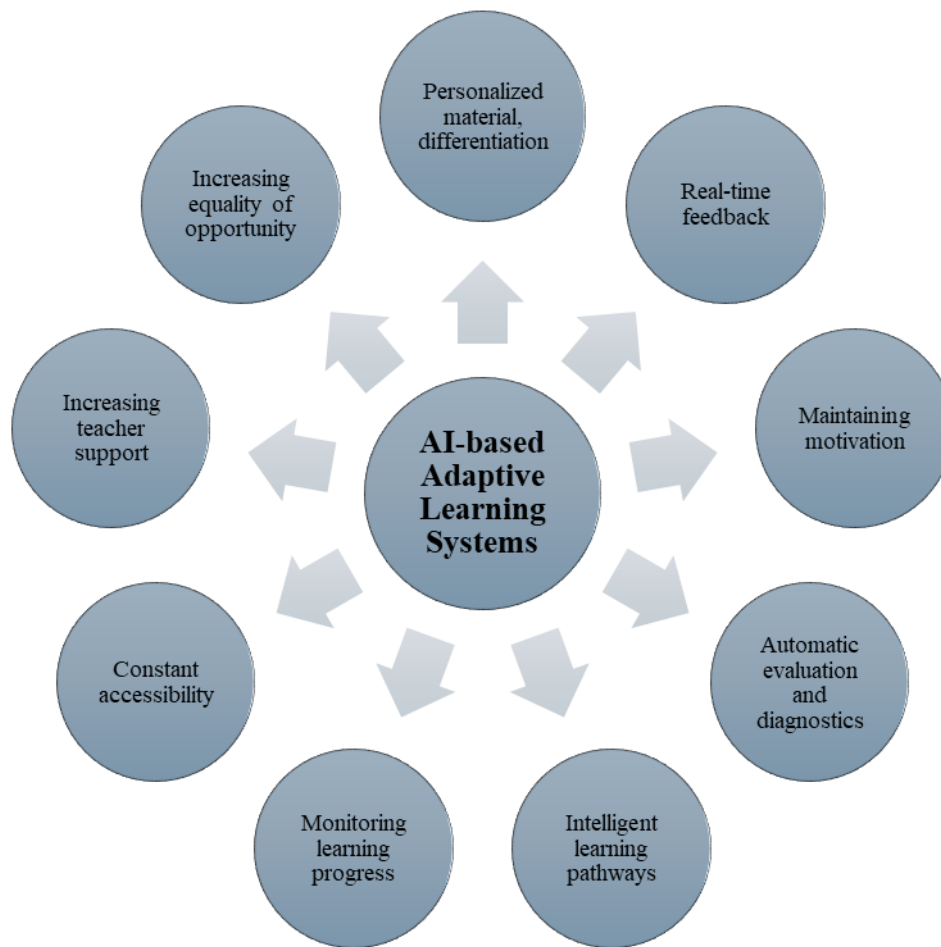 Personalized
material,
differentiation
Real-time
feedback
Maintaining
motivation
Automatic
evaluation
and
diagnostics
Intelligent
learning
pathways
Monitoring
learning
progress
Constant
accessibility
Increasing
teacher
support
Increasing
equality of
opportunity
AI-based
Adaptive
Learning
Systems